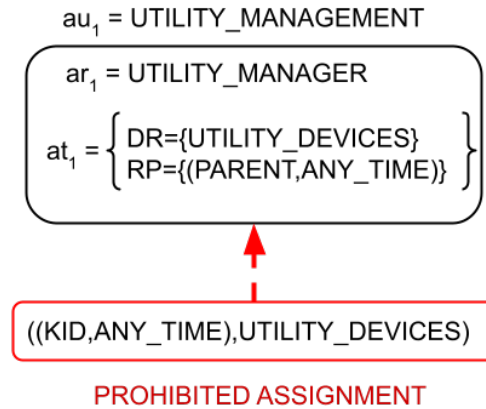 au₁ = UTILITY_MANAGEMENT
ar₁ = UTILITY_MANAGER
at₁ = { DR={UTILITY_DEVICES}
RP={(PARENT,ANY_TIME)} }
((KID,ANY_TIME),UTILITY_DEVICES)
PROHIBITED ASSIGNMENT